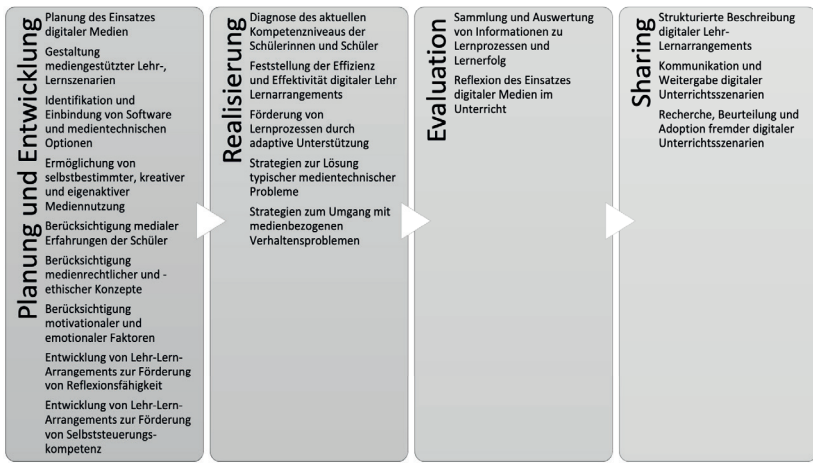 Planung und Entwicklung
Planung des Einsatzes
digitaler Medien
Gestaltung
mediengestützter Lehr-,
Lernszenarien
Identifikation und
Einbindung von Software
und medientechnischen
Optionen
Ermöglichung von
selbstbestimmter, kreativer
und eigenaktiver
Mediennutzung
Berücksichtigung medialer
Erfahrungen der Schüler
Berücksichtigung
medienrechtlicher und -
ethischer Konzepte
Berücksichtigung
motivationaler und
emotionaler Faktoren
Entwicklung von Lehr-Lern-
Arrangements zur Förderung
von Reflexionsfähigkeit
Entwicklung von Lehr-Lern-
Arrangements zur Förderung
von Selbststeuerungs-
kompetenz
Realisierung
Diagnose des aktuellen
Kompetenzniveaus der
Schülerinnen und Schüler
Feststellung der Effizienz
und Effektivität digitaler Lehr
Lernarrangements
Förderung von
Lernprozessen durch
adaptive Unterstützung
Strategien zur Lösung
typischer medientechnischer
Probleme
Strategien zum Umgang mit
medienbezogenen
Verhaltensproblemen
Evaluation
Sammlung und Auswertung
von Informationen zu
Lernprozessen und
Lernerfolg
Reflexion des Einsatzes
digitaler Medien im
Unterricht
Sharing
Strukturierte Beschreibung
digitaler Lehr-
Lernarrangements
Kommunikation und
Weitergabe digitaler
Unterrichtsszenarien
Recherche, Beurteilung und
Adoption fremder digitaler
Unterrichtsszenarien